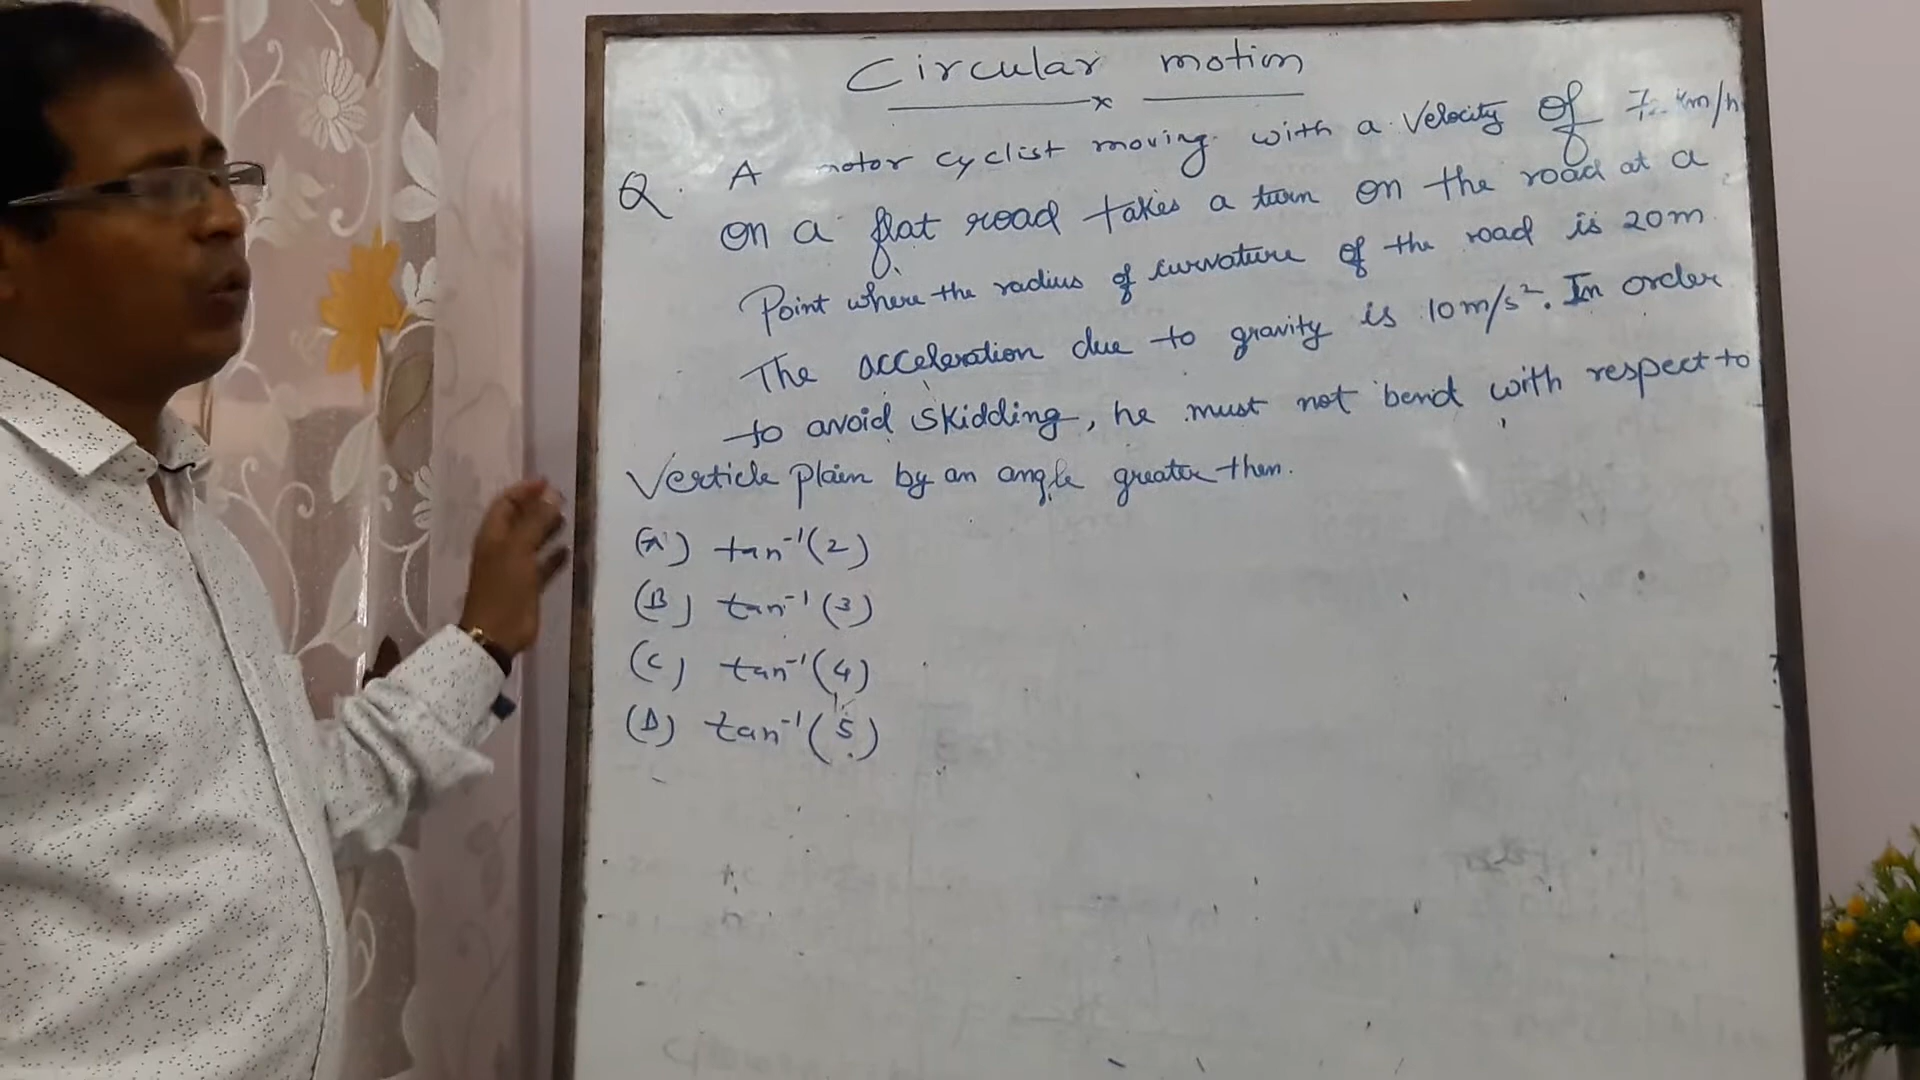 Circular motion
Q. A motor cyclist moving with a velocity of 72 km/h
on a flat road takes a turn on the road at a
Point where the radius of curvature of the road is 20m
The acceleration due to gravity is 10m/s². In order
to avoid skidding, he must not bend with respect to
Verticle plain by an angle greater then.
(A) tan⁻¹(2)
(B) tan⁻¹(3)
(C) tan⁻¹(4)
(D) tan⁻¹(5)